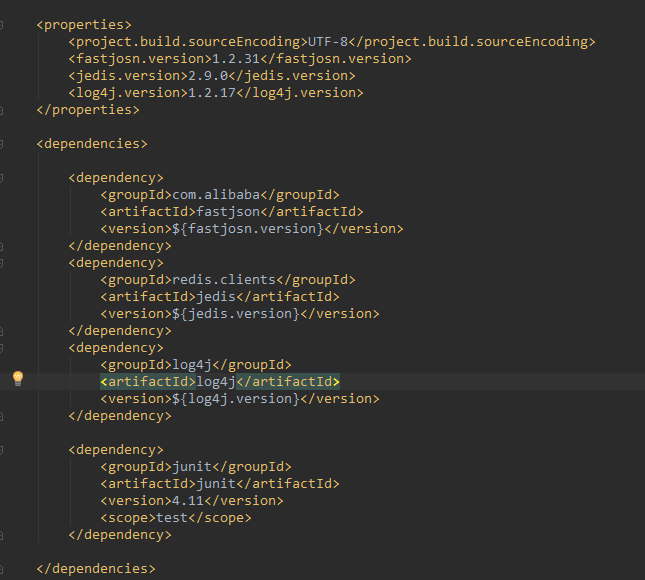 <properties>
<project.build.sourceEncoding>UTF-8</project.build.sourceEncoding>
<fastjosn.version>1.2.31</fastjosn.version>
<jedis.version>2.9.0</jedis.version>
<log4j.version>1.2.17</log4j.version>
</properties>
<dependencies>
<dependency>
<groupId>com.alibaba</groupId>
<artifactId>fastjson</artifactId>
<version>${fastjosn.version}</version>
</dependency>
<dependency>
<groupId>redis.clients</groupId>
<artifactId>jedis</artifactId>
<version>${jedis.version}</version>
</dependency>
<dependency>
<groupId>log4j</groupId>
<artifactId>log4j</artifactId>
<version>${log4j.version}</version>
</dependency>
<dependency>
<groupId>junit</groupId>
<artifactId>junit</artifactId>
<version>4.11</version>
<scope>test</scope>
</dependency>
</dependencies>